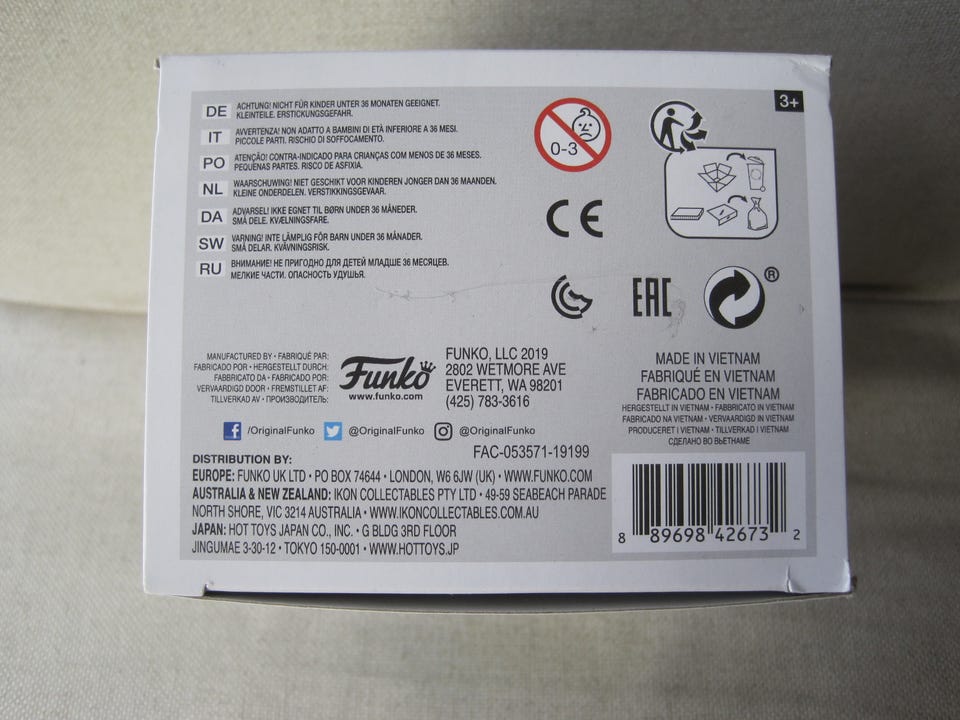 3+
DE ACHTUNG! NICHT FÜR KINDER UNTER 36 MONATEN GEEIGNET.
KLEINTEILE. ERSTICKUNGSGEFAHR.
IT AVVERTENZA! NON ADATTO A BAMBINI DI ETÀ INFERIORE A 36 MESI.
PICCOLE PARTI. RISCHIO DI SOFFOCAMENTO.
PO ATENÇÃO! CONTRA-INDICADO PARA CRIANÇAS COM MENOS DE 36 MESES.
PEQUENAS PARTES. RISCO DE ASFIXIA.
NL WAARSCHUWING! NIET GESCHIKT VOOR KINDEREN JONGER DAN 36 MAANDEN.
KLEINE ONDERDELEN. VERSTIKKINGSGEVAAR.
DA ADVARSEL! IKKE EGNET TIL BØRN UNDER 36 MÅNEDER.
SMÅ DELE. KVÆLNINGSFARE.
SW VARNING! INTE LÄMPLIG FÖR BARN UNDER 36 MÅNADER.
SMÅ DELAR. KVÄVNINGSRISK.
RU ВНИМАНИЕ! НЕ ПРИГОДНО ДЛЯ ДЕТЕЙ МЛАДШЕ 36 МЕСЯЦЕВ.
МЕЛКИЕ ЧАСТИ. ОПАСНОСТЬ УДУШЬЯ.
0-3
CE
EAC
®
MANUFACTURED BY • FABRIQUÉ PAR:
FABRICADO POR • HERGESTELLT DURCH:
FABRICATO DA • FABRICADO POR:
VERVAARDIGD DOOR • FREMSTILLET AF:
TILLVERKAD AV • ПРОИЗВОДИТЕЛЬ:
Funko
www.funko.com
FUNKO, LLC 2019
2802 WETMORE AVE
EVERETT, WA 98201
(425) 783-3616
MADE IN VIETNAM
FABRIQUÉ EN VIETNAM
FABRICADO EN VIETNAM
HERGESTELLT IN VIETNAM • FABBRICATO IN VIETNAM
FABRICADO NA VIETNAM • VERVAARDIGD IN VIETNAM
PRODUCERET I VIETNAM • TILLVERKAD I VIETNAM
СДЕЛАНО ВО ВЬЕТНАМЕ
f /OriginalFunko @OriginalFunko @OriginalFunko
FAC-053571-19199
DISTRIBUTION BY:
EUROPE: FUNKO UK LTD • PO BOX 74644 • LONDON, W6 6JW (UK) • WWW.FUNKO.COM
AUSTRALIA & NEW ZEALAND: IKON COLLECTABLES PTY LTD • 49-59 SEABEACH PARADE
NORTH SHORE, VIC 3214 AUSTRALIA • WWW.IKONCOLLECTABLES.COM.AU
JAPAN: HOT TOYS JAPAN CO., INC. • G BLDG 3RD FLOOR
JINGUMAE 3-30-12 • TOKYO 150-0001 • WWW.HOTTOYS.JP
8 89698 42673 2